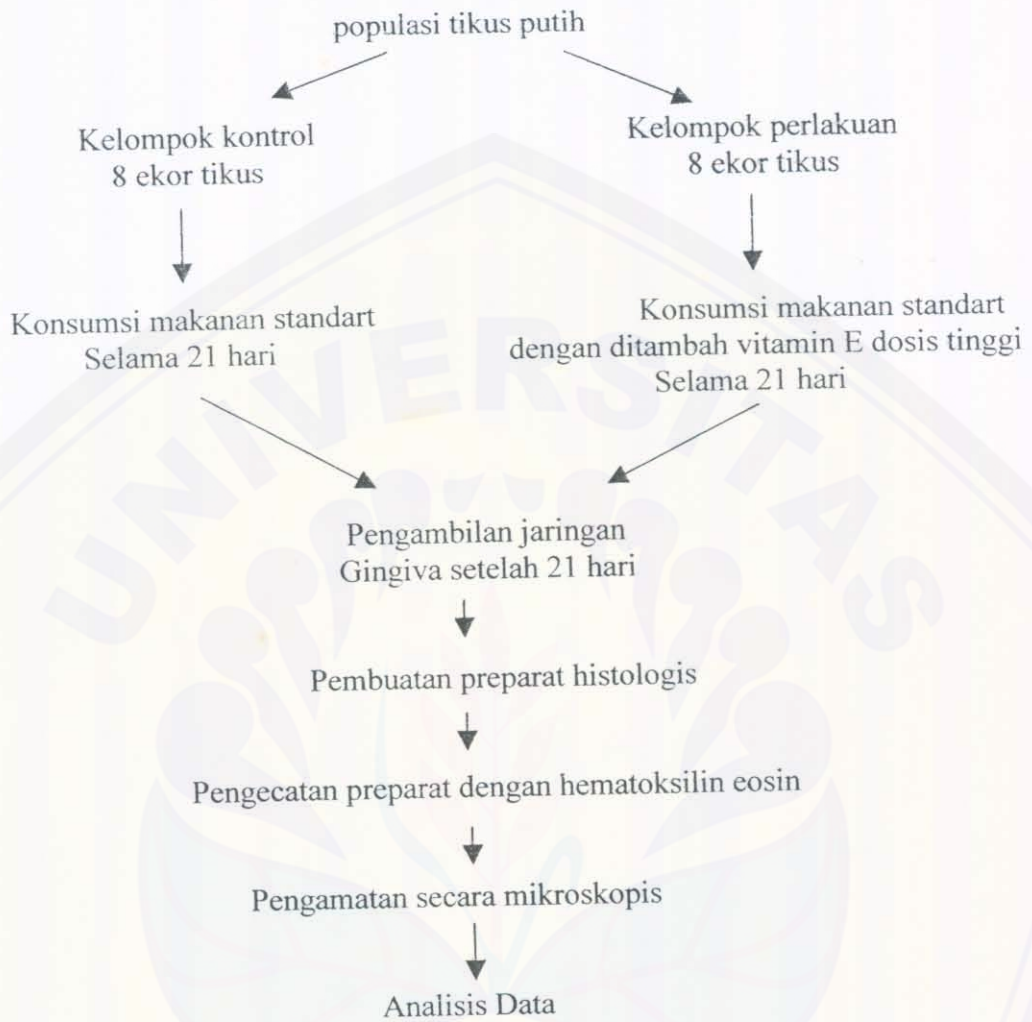 populasi tikus putih
Kelompok kontrol
8 ekor tikus
Kelompok perlakuan
8 ekor tikus
Konsumsi makanan standart
Selama 21 hari
Konsumsi makanan standart
dengan ditambah vitamin E dosis tinggi
Selama 21 hari
Pengambilan jaringan
Gingiva setelah 21 hari
Pembuatan preparat histologis
Pengecatan preparat dengan hematoksilin eosin
Pengamatan secara mikroskopis
Analisis Data
UNIVERSITAS